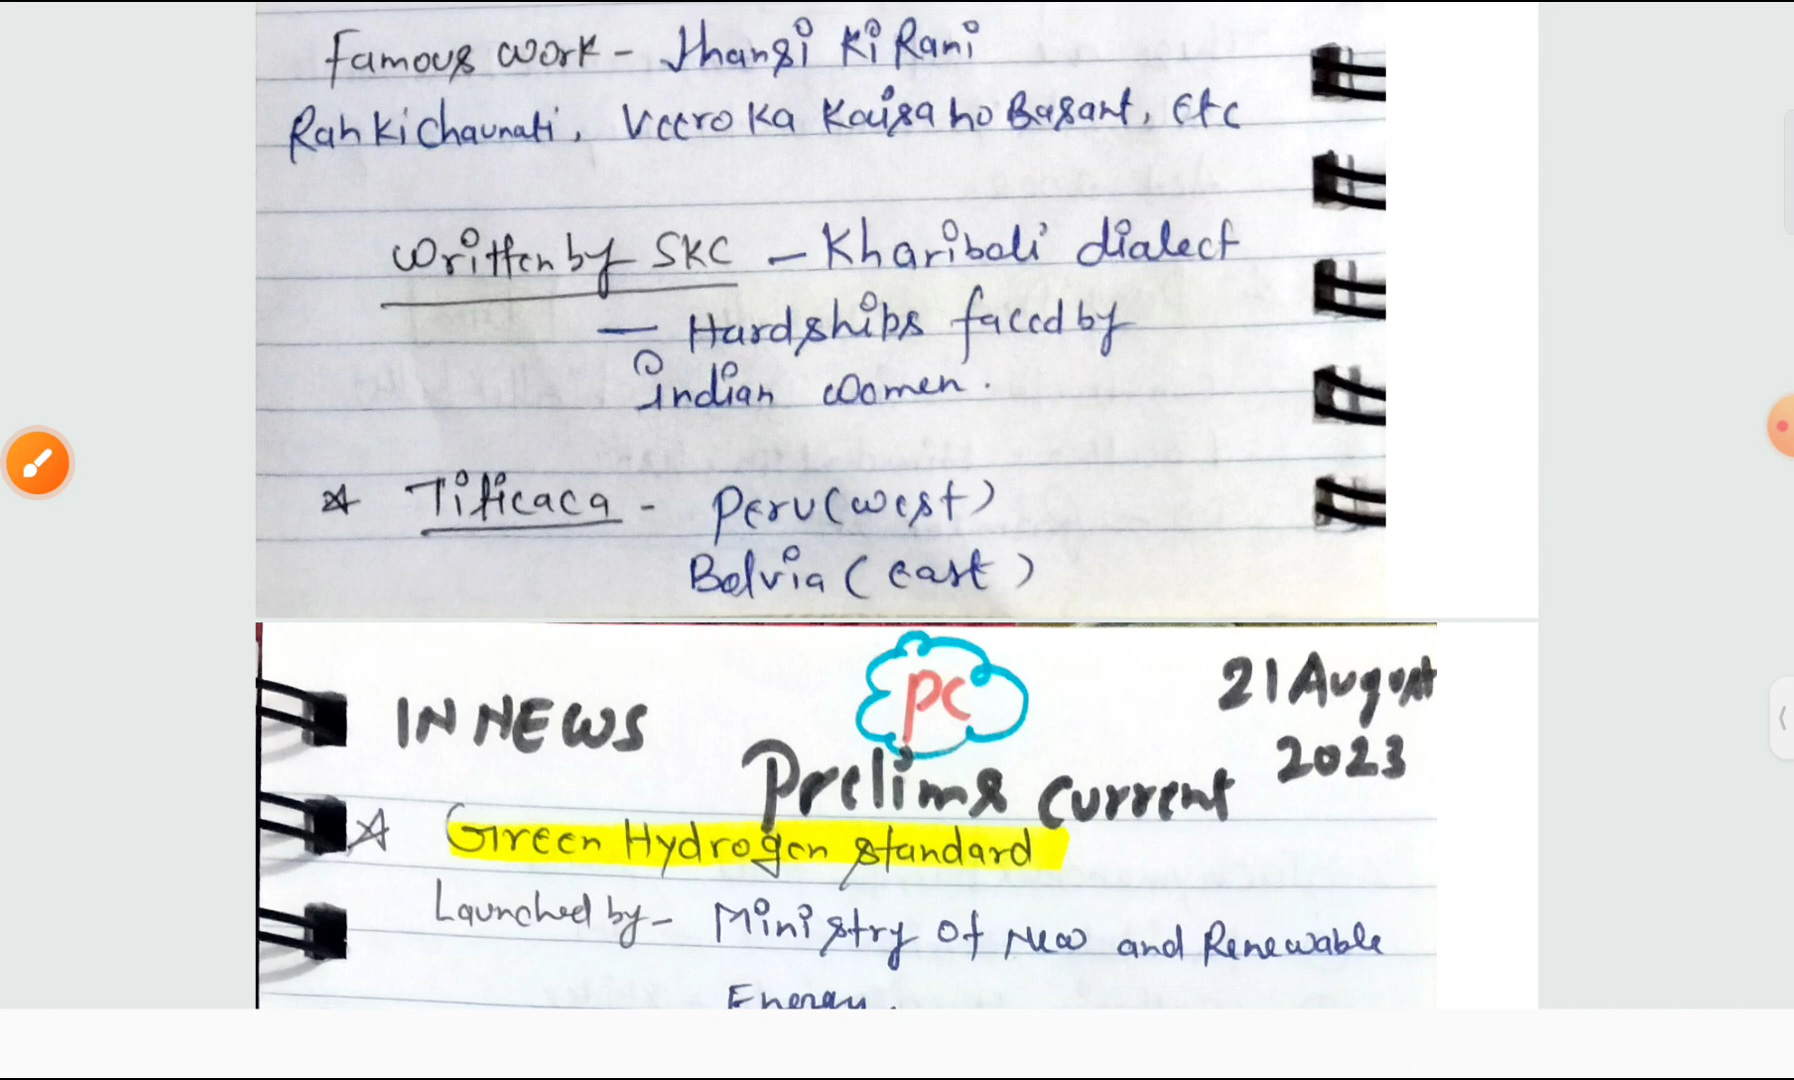 Famous work - Jhansi Ki Rani
Rah ki Chaunati, Veero Ka Kaisa ho Basant, Etc
Written by SKC - Khariboli dialect
- Hardships faced by
Indian women.
Titicaca - Peru (west)
Bolvia (east)
PC
IN NEWS
21 August
2023
Prelims Current
Green Hydrogen Standard
Launched by - Ministry of New and Renewable
Energy.